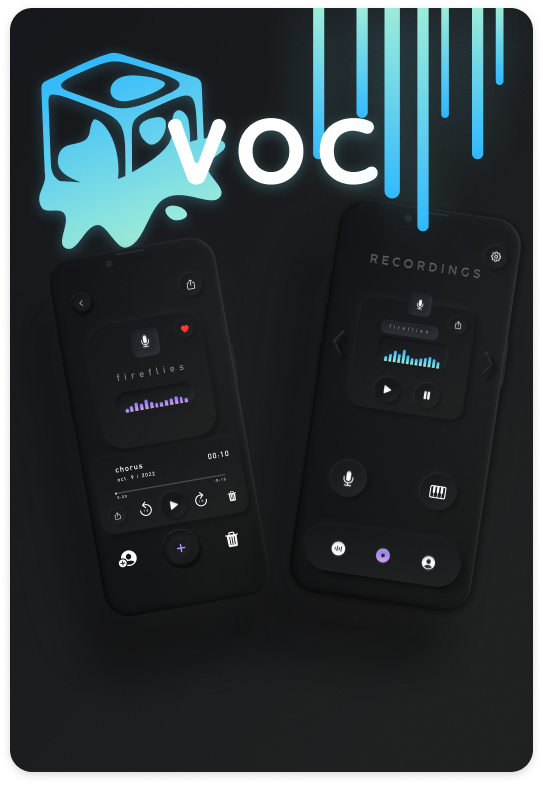 VOC
RECORDINGS
fireflies
fireflies
chorus
00:10
oct. 9 / 2022